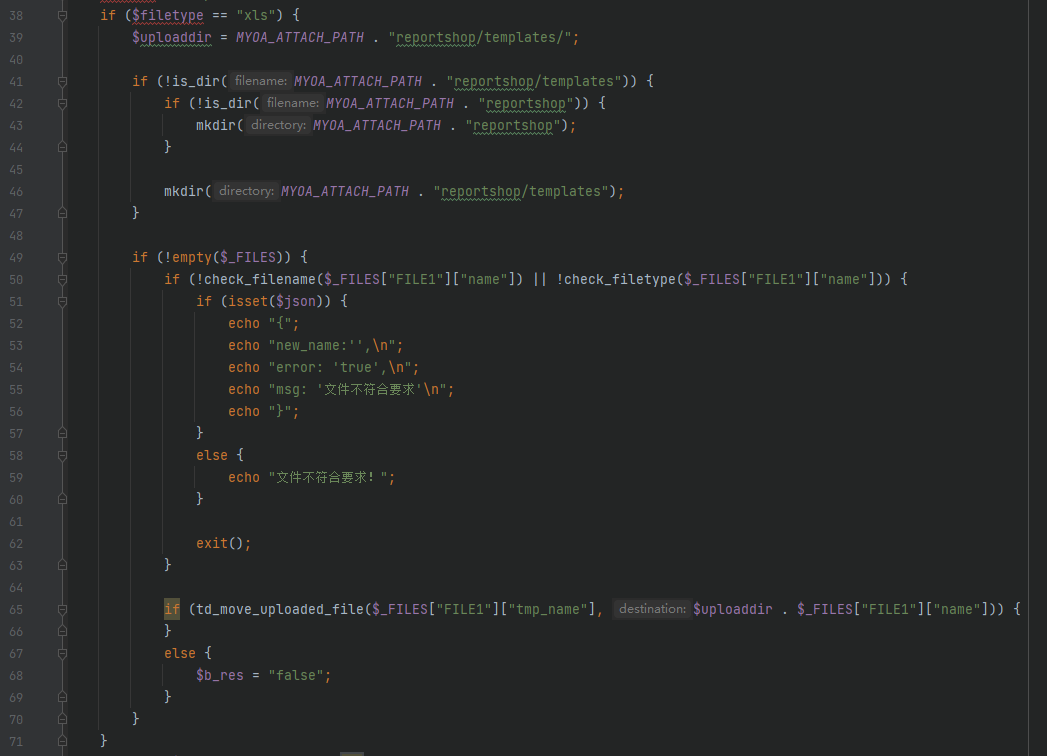 38 if ($filetype == "xls") {
39 $uploaddir = MYOA_ATTACH_PATH . "reportshop/templates/";
40
41 if (!is_dir( filename: MYOA_ATTACH_PATH . "reportshop/templates")) {
42 if (!is_dir( filename: MYOA_ATTACH_PATH . "reportshop")) {
43 mkdir( directory: MYOA_ATTACH_PATH . "reportshop");
44 }
45
46 mkdir( directory: MYOA_ATTACH_PATH . "reportshop/templates");
47 }
48
49 if (!empty($_FILES)) {
50 if (!check_filename($_FILES["FILE1"]["name"]) || !check_filetype($_FILES["FILE1"]["name"])) {
51 if (isset($json)) {
52 echo "{";
53 echo "new_name:'',\n";
54 echo "error: 'true',\n";
55 echo "msg: '文件不符合要求'\n";
56 echo "}";
57 }
58 else {
59 echo "文件不符合要求！";
60 }
61
62 exit();
63 }
64
65 if (td_move_uploaded_file($_FILES["FILE1"]["tmp_name"], destination: $uploaddir . $_FILES["FILE1"]["name"])) {
66 }
67 else {
68 $b_res = "false";
69 }
70 }
71 }